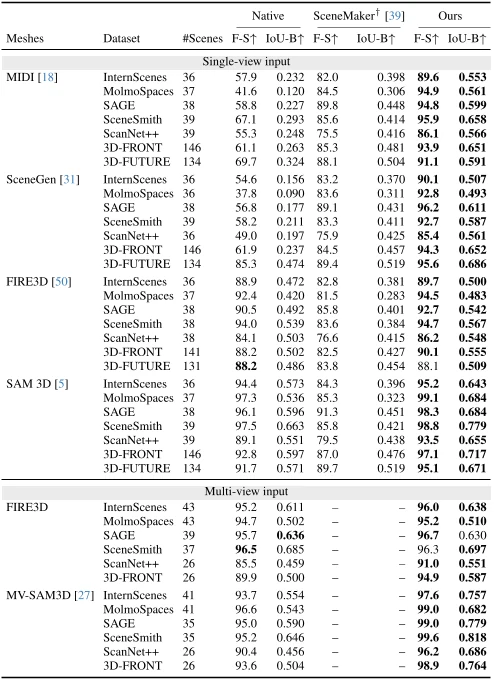 Native SceneMaker† [39] Ours
Meshes Dataset #Scenes F-S↑ IoU-B↑ F-S↑ IoU-B↑ F-S↑ IoU-B↑
Single-view input
MIDI [18] InternScenes 36 57.9 0.232 82.0 0.398 89.6 0.553
MolmoSpaces 37 41.6 0.120 84.5 0.306 94.9 0.561
SAGE 38 58.8 0.227 89.8 0.448 94.8 0.599
SceneSmith 39 67.1 0.293 85.6 0.414 95.9 0.658
ScanNet++ 39 55.3 0.248 75.5 0.416 86.1 0.566
3D-FRONT 146 61.1 0.263 85.3 0.481 93.9 0.651
3D-FUTURE 134 69.7 0.324 88.1 0.504 91.1 0.591
SceneGen [31] InternScenes 36 54.6 0.156 83.2 0.370 90.1 0.507
MolmoSpaces 36 37.8 0.090 83.6 0.311 92.8 0.493
SAGE 38 56.8 0.177 89.1 0.431 96.2 0.611
SceneSmith 39 58.2 0.211 83.3 0.411 92.7 0.587
ScanNet++ 36 49.0 0.197 75.9 0.425 85.4 0.561
3D-FRONT 146 61.9 0.237 84.5 0.457 94.3 0.652
3D-FUTURE 134 85.3 0.474 89.4 0.519 95.6 0.686
FIRE3D [50] InternScenes 36 88.9 0.472 82.8 0.381 89.7 0.500
MolmoSpaces 37 92.4 0.420 81.5 0.283 94.5 0.483
SAGE 38 90.5 0.492 85.8 0.401 92.7 0.542
SceneSmith 38 94.0 0.539 83.6 0.384 94.7 0.567
ScanNet++ 38 84.1 0.503 76.6 0.415 86.2 0.548
3D-FRONT 141 88.2 0.502 82.5 0.427 90.1 0.555
3D-FUTURE 131 88.2 0.486 83.8 0.454 88.1 0.509
SAM 3D [5] InternScenes 36 94.4 0.573 84.3 0.396 95.2 0.643
MolmoSpaces 37 97.3 0.536 85.3 0.323 99.1 0.684
SAGE 38 96.1 0.596 91.3 0.451 98.3 0.684
SceneSmith 39 97.5 0.663 85.8 0.421 98.8 0.779
ScanNet++ 39 89.1 0.551 79.5 0.438 93.5 0.655
3D-FRONT 146 92.8 0.597 87.0 0.476 97.1 0.717
3D-FUTURE 134 91.7 0.571 89.7 0.519 95.1 0.671
Multi-view input
FIRE3D InternScenes 43 95.2 0.611 – – 96.0 0.638
MolmoSpaces 43 94.7 0.502 – – 95.2 0.510
SAGE 39 95.7 0.636 – – 96.7 0.630
SceneSmith 37 96.5 0.685 – – 96.3 0.697
ScanNet++ 26 85.5 0.459 – – 91.0 0.551
3D-FRONT 26 89.9 0.500 – – 94.9 0.587
MV-SAM3D [27] InternScenes 41 93.7 0.554 – – 97.6 0.757
MolmoSpaces 41 96.6 0.543 – – 99.0 0.682
SAGE 35 95.0 0.590 – – 99.0 0.779
SceneSmith 35 95.2 0.646 – – 99.6 0.818
ScanNet++ 26 90.4 0.456 – – 96.2 0.686
3D-FRONT 26 93.6 0.504 – – 98.9 0.764